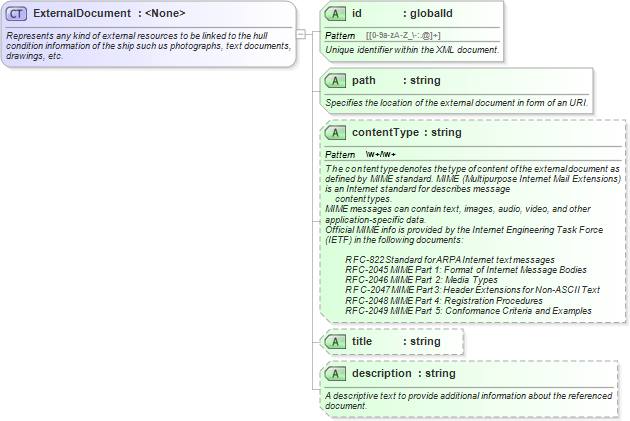 CT ExternalDocument : <None>
Represents any kind of external resources to be linked to the hull
condition information of the ship such us photographs, text documents,
drawings, etc.
A id : globalId
Pattern [[0-9a-zA-Z_\-:.@]+]
Unique identifier within the XML document.
A path : string
Specifies the location of the external document in form of an URI.
A contentType : string
Pattern \w+/\w+
The content type denotes the type of content of the external document as
defined by MIME standard. MIME (Multipurpose Internet Mail Extensions)
is an Internet standard for describes message
content types.
MIME messages can contain text, images, audio, video, and other
application-specific data.
Official MIME info is provided by the Internet Engineering Task Force
(IETF) in the following documents:
RFC-822 Standard for ARPA Internet text messages
RFC-2045 MIME Part 1: Format of Internet Message Bodies
RFC-2046 MIME Part 2: Media Types
RFC-2047 MIME Part 3: Header Extensions for Non-ASCII Text
RFC-2048 MIME Part 4: Registration Procedures
RFC-2049 MIME Part 5: Conformance Criteria and Examples
A title : string
A description : string
A descriptive text to provide additional information about the referenced
document.